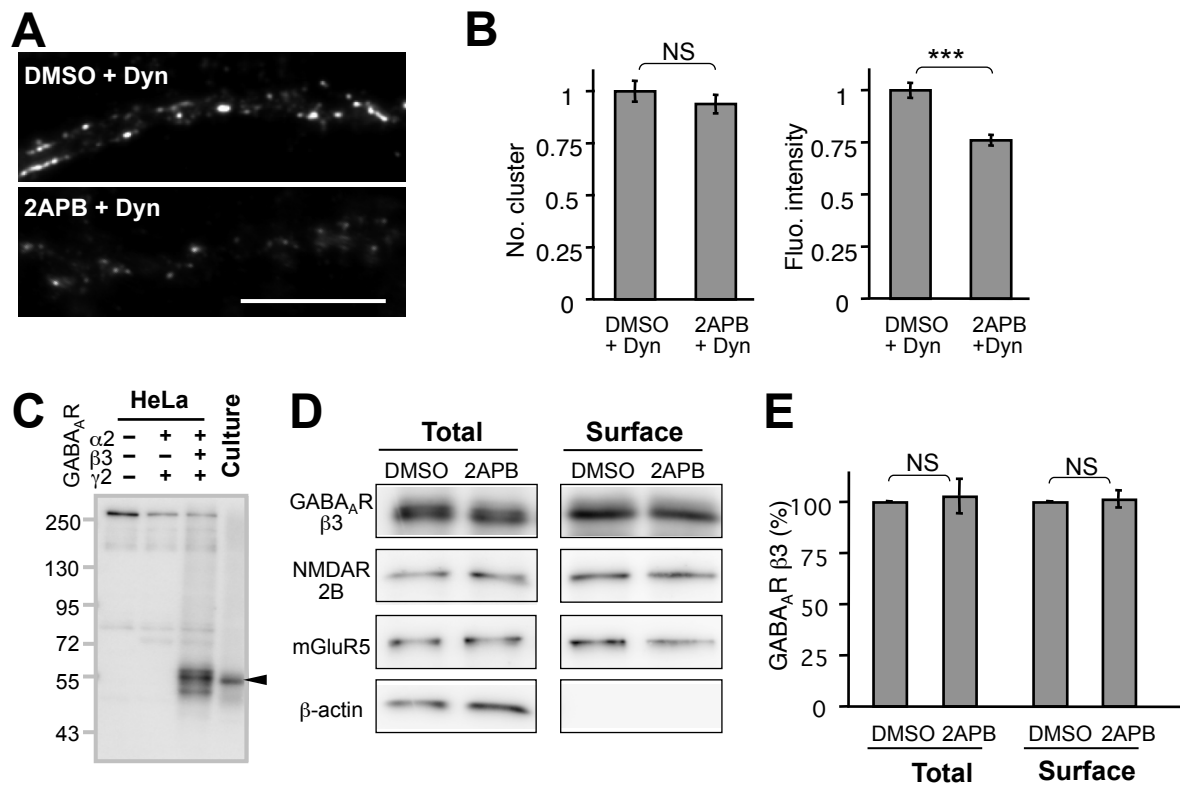 A
DMSO + Dyn
2APB + Dyn
B
NS
1
0.75
0.5
0.25
0
No. cluster
DMSO
+ Dyn
2APB
+ Dyn
***
1
0.75
0.5
0.25
0
Fluo. intensity
DMSO
+ Dyn
2APB
+Dyn
C
HeLa
Culture
GABAAR
α2 – + +
β3 – – +
γ2 – + +
250
130
95
72
55
43
D
Total
Surface
DMSO 2APB
DMSO 2APB
GABAAR
β3
NMDAR
2B
mGluR5
β-actin
E
NS
NS
100
75
50
25
0
GABAAR β3 (%)
DMSO 2APB
DMSO 2APB
Total
Surface